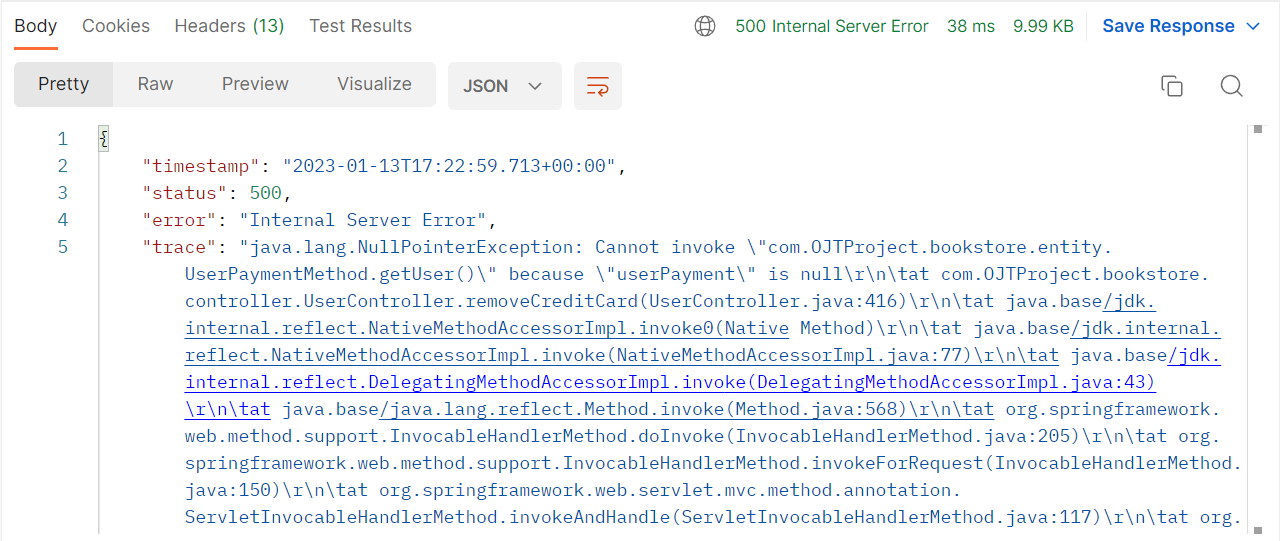 Body Cookies Headers (13) Test Results 500 Internal Server Error 38 ms 9.99 KB Save Response
Pretty Raw Preview Visualize JSON
1 {
2 "timestamp": "2023-01-13T17:22:59.713+00:00",
3 "status": 500,
4 "error": "Internal Server Error",
5 "trace": "java.lang.NullPointerException: Cannot invoke \"com.OJTProject.bookstore.entity.
UserPaymentMethod.getUser()\" because \"userPayment\" is null\r\n\tat com.OJTProject.bookstore.
controller.UserController.removeCreditCard(UserController.java:416)\r\n\tat java.base/jdk.
internal.reflect.NativeMethodAccessorImpl.invoke0(Native Method)\r\n\tat java.base/jdk.internal.
reflect.NativeMethodAccessorImpl.invoke(NativeMethodAccessorImpl.java:77)\r\n\tat java.base/jdk.
internal.reflect.DelegatingMethodAccessorImpl.invoke(DelegatingMethodAccessorImpl.java:43)
\r\n\tat java.base/java.lang.reflect.Method.invoke(Method.java:568)\r\n\tat org.springframework.
web.method.support.InvocableHandlerMethod.doInvoke(InvocableHandlerMethod.java:205)\r\n\tat org.
springframework.web.method.support.InvocableHandlerMethod.invokeForRequest(InvocableHandlerMethod.
java:150)\r\n\tat org.springframework.web.servlet.mvc.method.annotation.
ServletInvocableHandlerMethod.invokeAndHandle(ServletInvocableHandlerMethod.java:117)\r\n\tat org.